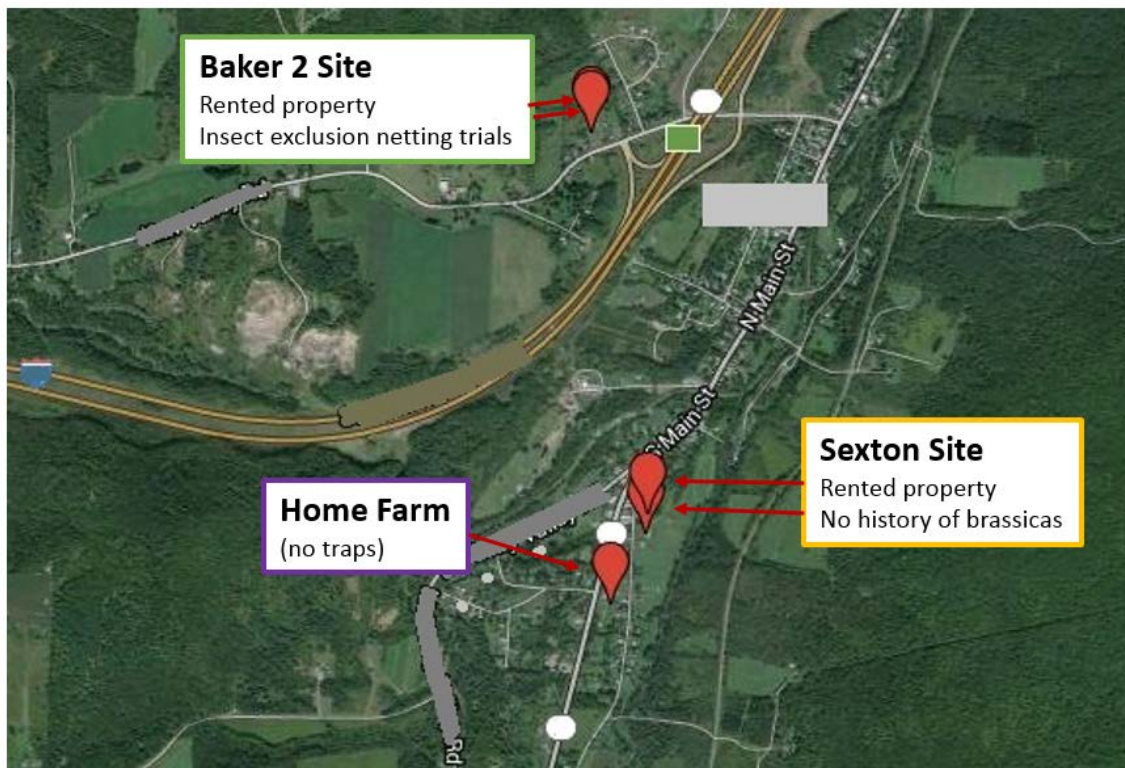 Baker 2 Site
Rented property
Insect exclusion netting trials
N Main St
S Main St
Sexton Site
Rented property
No history of brassicas
Home Farm
(no traps)
Rd